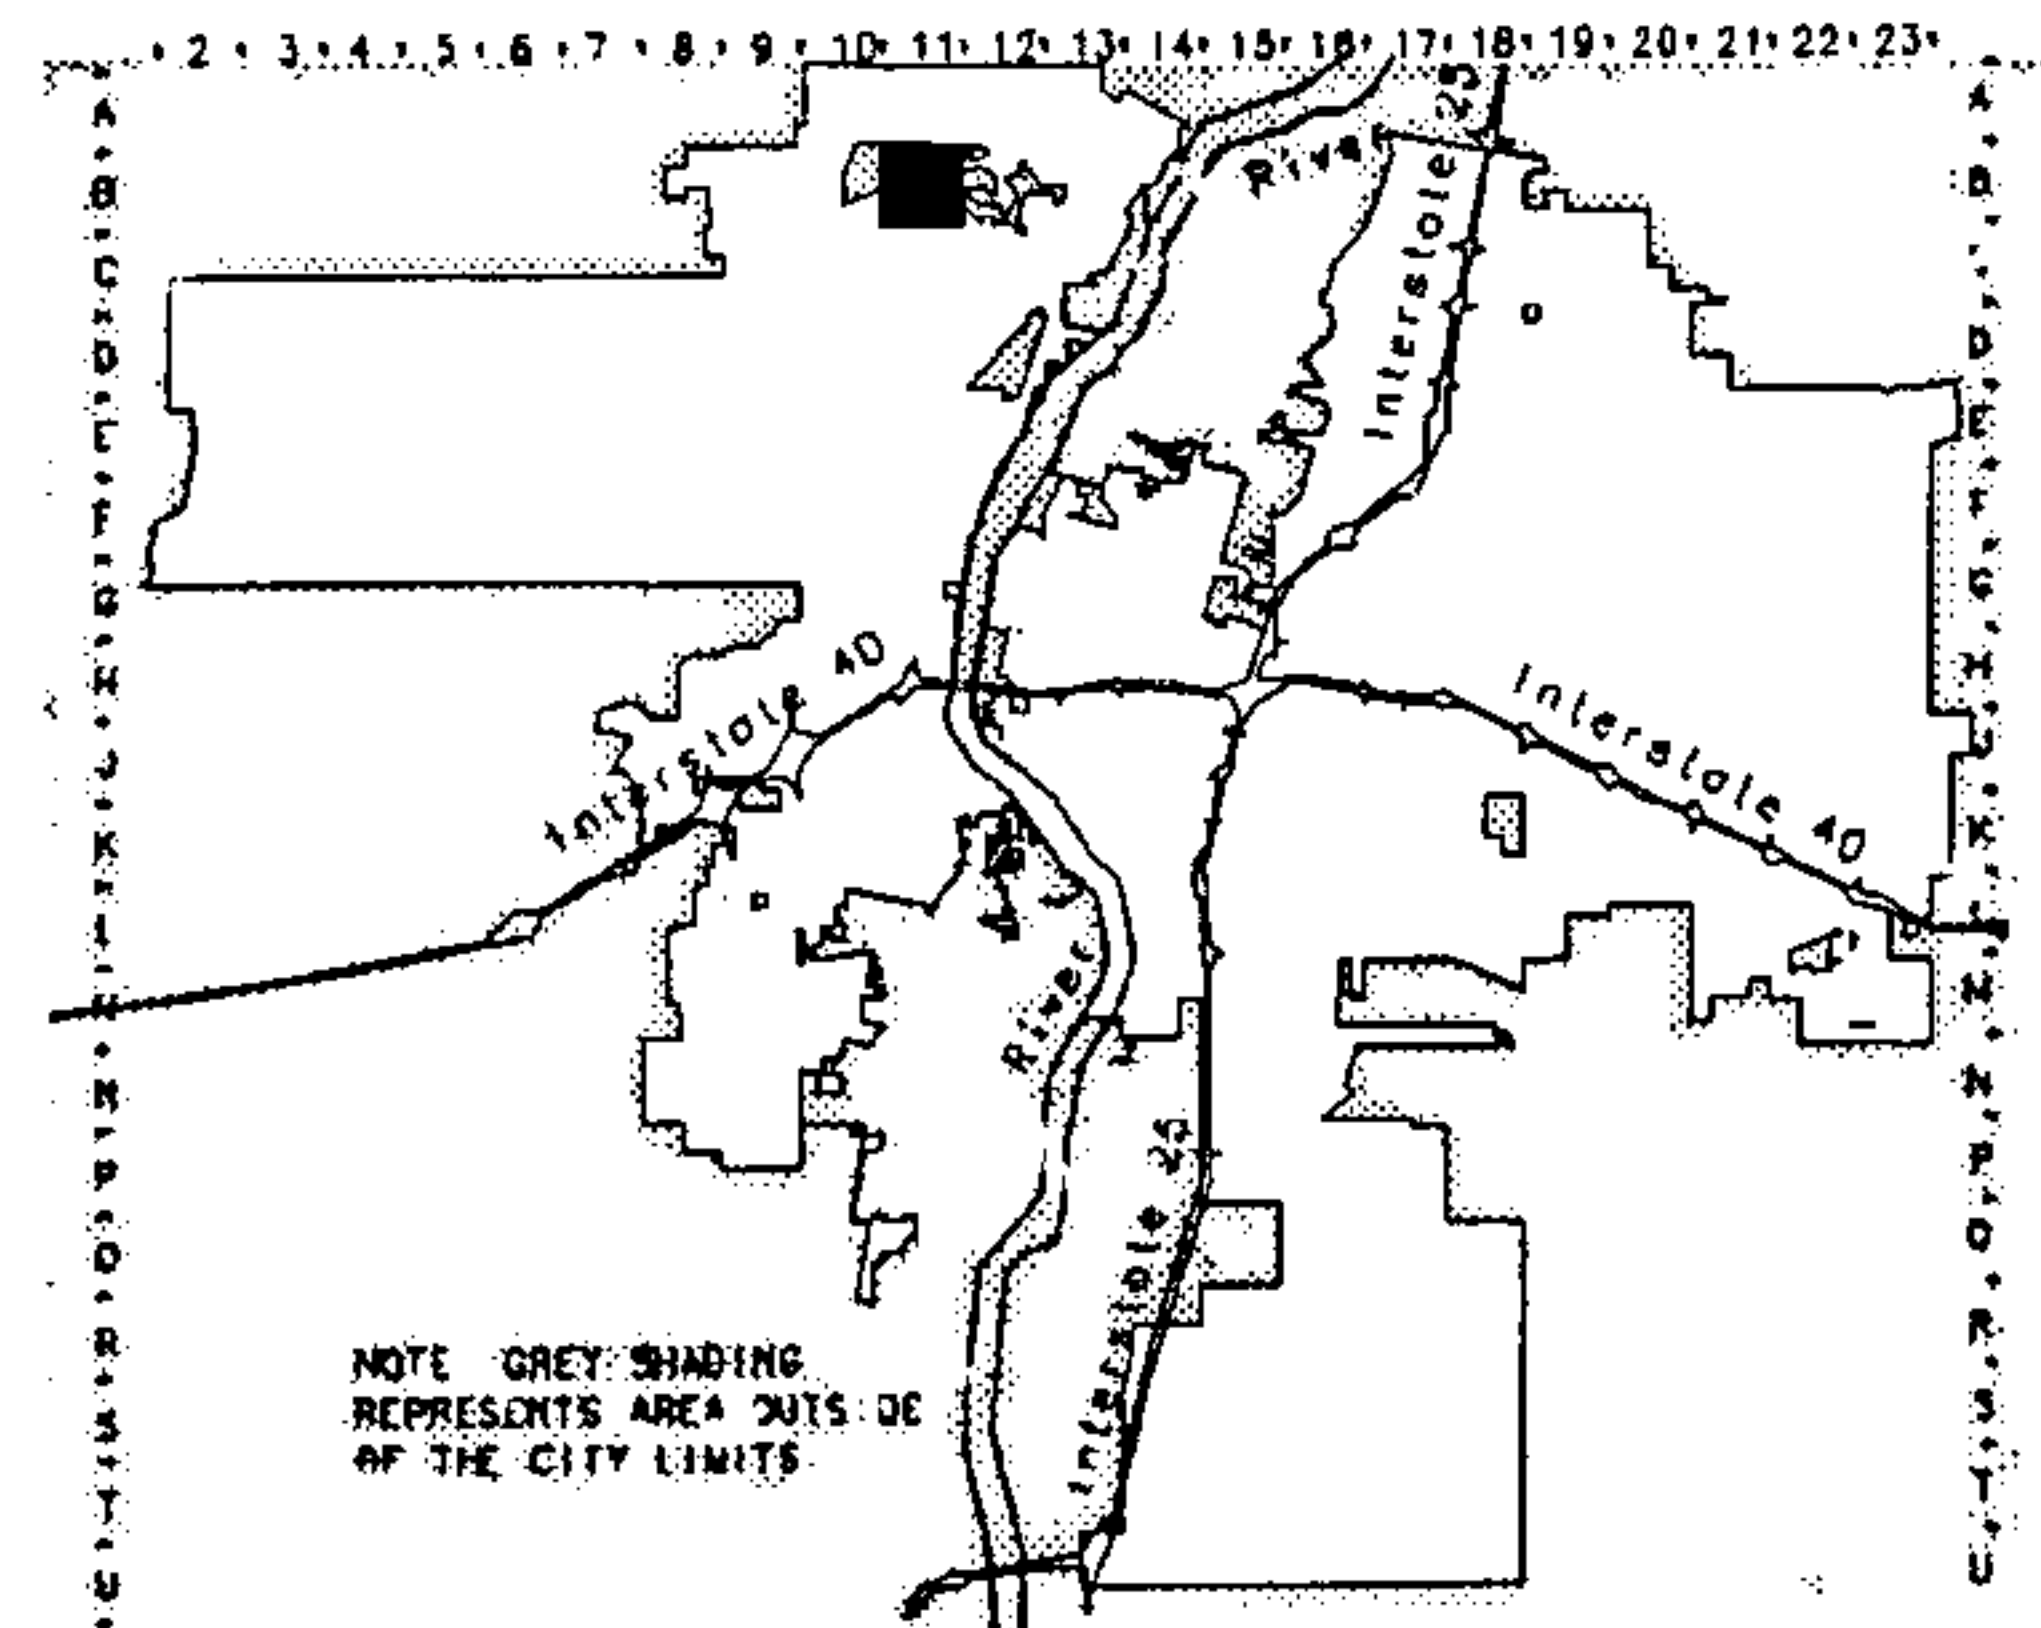 2 3 4 5 6 7 8 9 10 11 12 13 14 15 16 17 18 19 20 21 22 23
A
B
C
D
E
F
G
H
J
K
L
M
N
P
Q
R
S
T
U
A
B
D
E
F
G
H
J
K
L
M
N
P
Q
R
S
T
U
River
Interstate 25
Interstate 40
Interstate 40
River
Interstate 25
NOTE GREY SHADING
REPRESENTS AREA OUTSIDE
OF THE CITY LIMITS